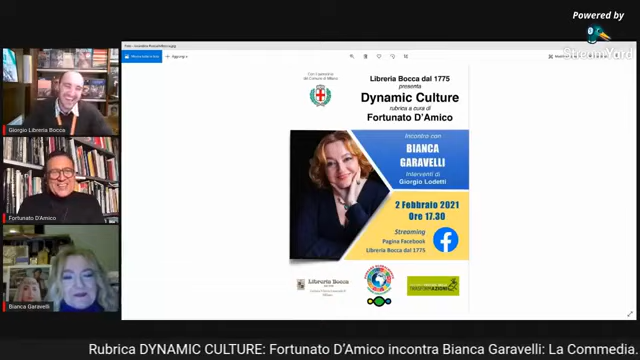 Powered by
StreamYard
Giorgio Libreria Bocca
Fortunato D'Amico
Bianca Garavelli
Libreria Bocca dal 1775
presenta
Dynamic Culture
rubrica a cura di
Fortunato D'Amico
Incontro con
BIANCA
GARAVELLI
Interventi di
Giorgio Lodetti
2 Febbraio 2021
Ore 17.30
Streaming
Pagina Facebook
Libreria Bocca dal 1775
Libreria Bocca
Rubrica DYNAMIC CULTURE: Fortunato D'Amico incontra Bianca Garavelli: La Commedia.